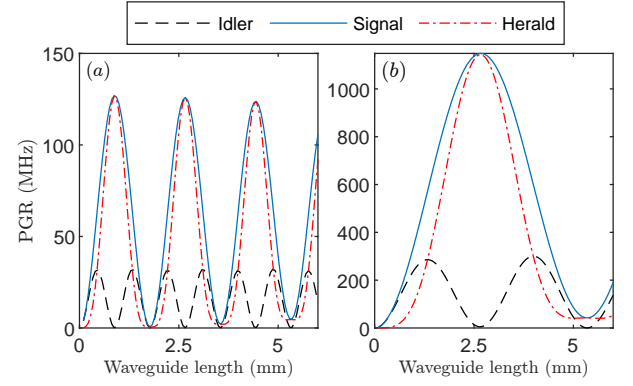 Idler Signal Herald
(a)
(b)
PGR (MHz)
150
100
50
0
0 2.5 5
Waveguide length (mm)
1000
800
600
400
200
0
0 2.5 5
Waveguide length (mm)